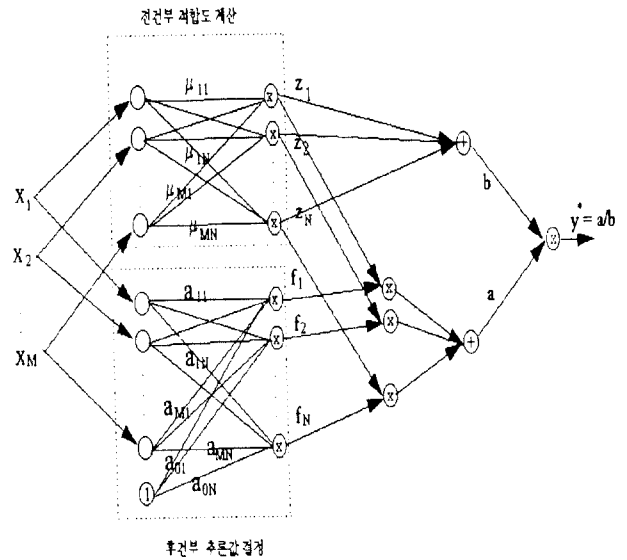 전건부 적합도 계산
μ11
μ1N
μM1
μMN
z1
z2
zN
X1
X2
XM
a11
a1N
aM1
aMN
a01
a0N
1
f1
f2
fN
x
x
x
x
x
x
x
x
x
+
+
b
a
z
y* = a/b
후건부 추론값 결정